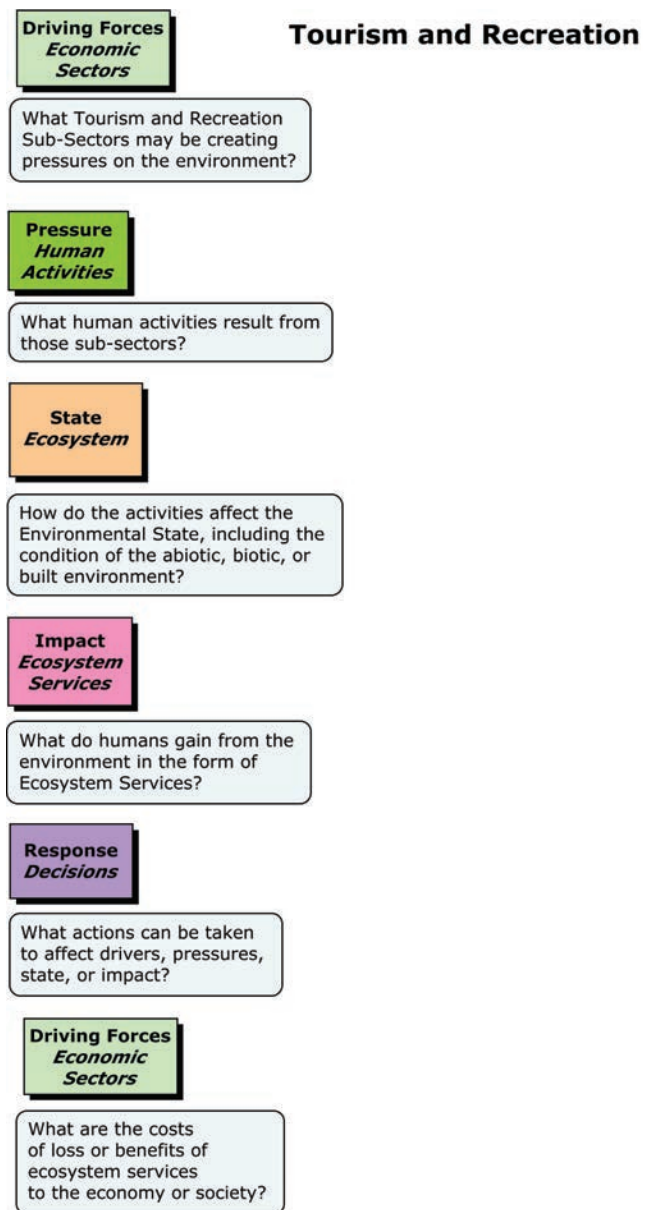 Driving Forces
Economic
Sectors
Tourism and Recreation
What Tourism and Recreation
Sub-Sectors may be creating
pressures on the environment?
Pressure
Human
Activities
What human activities result from
those sub-sectors?
State
Ecosystem
How do the activities affect the
Environmental State, including the
condition of the abiotic, biotic, or
built environment?
Impact
Ecosystem
Services
What do humans gain from the
environment in the form of
Ecosystem Services?
Response
Decisions
What actions can be taken
to affect drivers, pressures,
state, or impact?
Driving Forces
Economic
Sectors
What are the costs
of loss or benefits of
ecosystem services
to the economy or society?